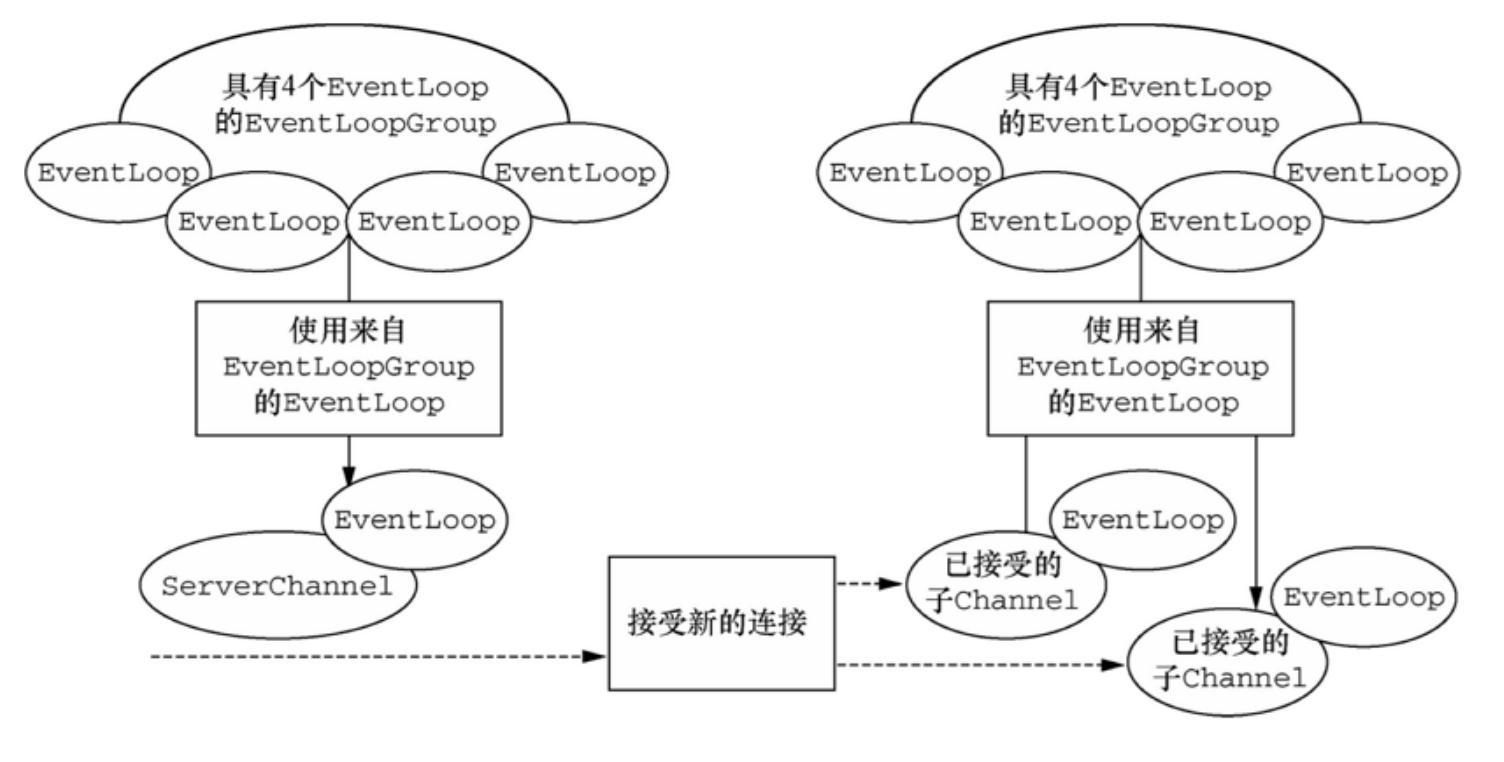 具有4个EventLoop
的EventLoopGroup
EventLoop
EventLoop
EventLoop
EventLoop
使用来自
EventLoopGroup
的EventLoop
EventLoop
ServerChannel
接受新的连接
具有4个EventLoop
的EventLoopGroup
EventLoop
EventLoop
EventLoop
EventLoop
使用来自
EventLoopGroup
的EventLoop
EventLoop
已接受的
子Channel
EventLoop
已接受的
子Channel